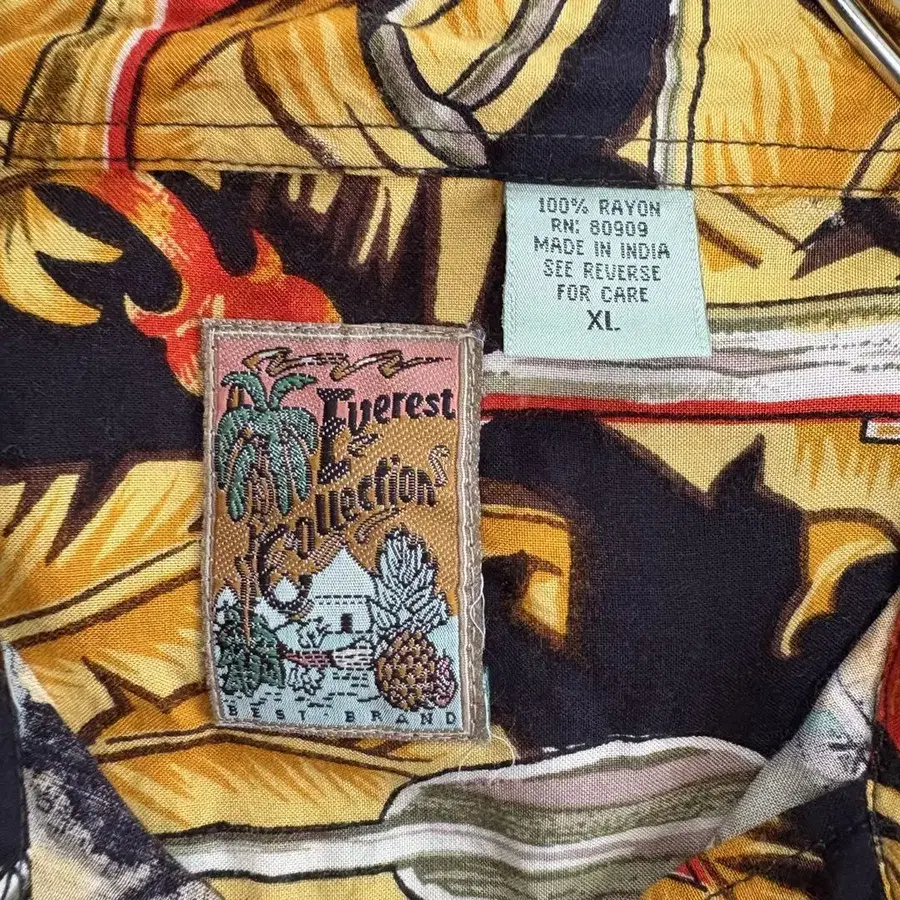 100% RAYON
RN: 80909
MADE IN INDIA
SEE REVERSE
FOR CARE
XL
Everest
Collection
BEST · BRAND